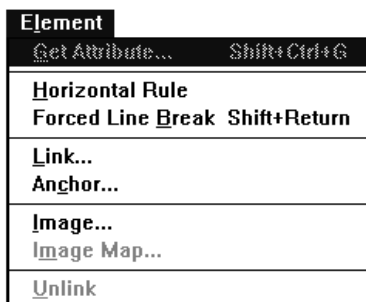 Element
Get Attribute... Shift+Ctrl+G
Horizontal Rule
Forced Line Break Shift+Return
Link...
Anchor...
Image...
Image Map...
Unlink